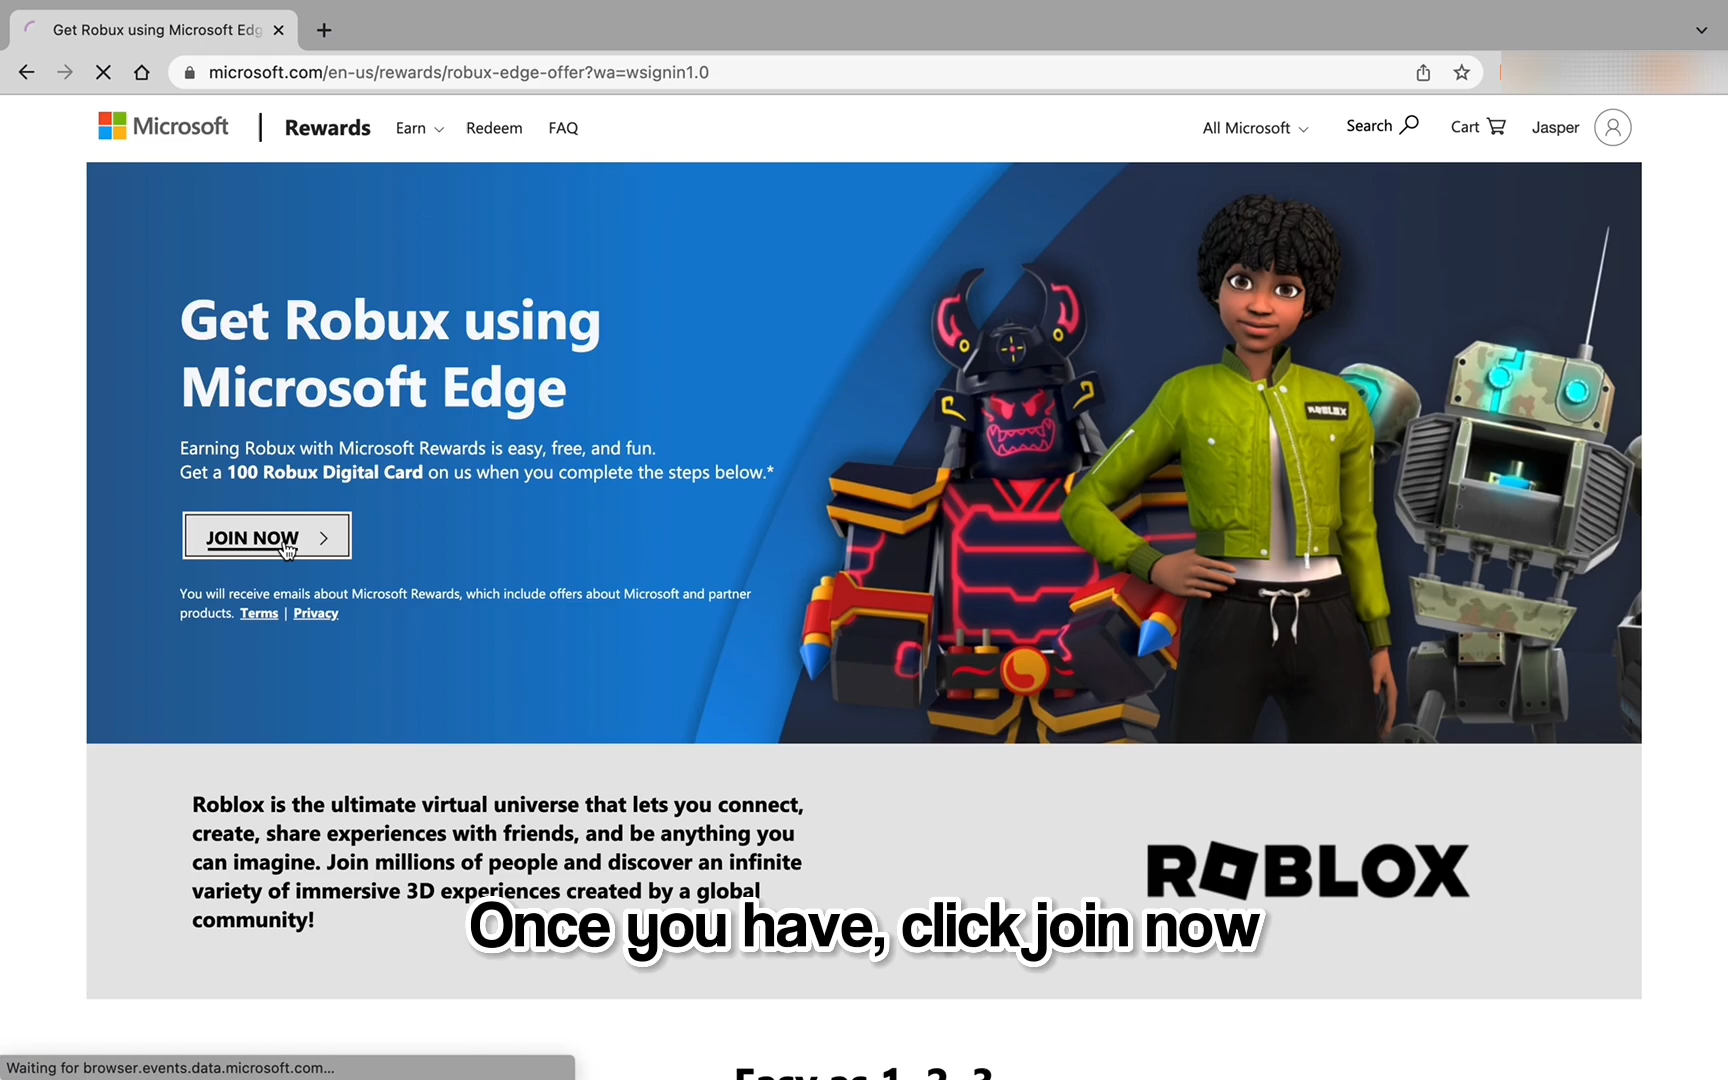 Get Robux using Microsoft Edg
microsoft.com/en-us/rewards/robux-edge-offer?wa=wsignin1.0
Microsoft
Rewards
Earn
Redeem
FAQ
All Microsoft
Search
Cart
Jasper
Get Robux using
Microsoft Edge
Earning Robux with Microsoft Rewards is easy, free, and fun.
Get a 100 Robux Digital Card on us when you complete the steps below.*
JOIN NOW
You will receive emails about Microsoft Rewards, which include offers about Microsoft and partner
products. Terms | Privacy
ROBLOX
Roblox is the ultimate virtual universe that lets you connect,
create, share experiences with friends, and be anything you
can imagine. Join millions of people and discover an infinite
variety of immersive 3D experiences created by a global
community!
ROBLOX
Once you have, click join now
Easy as 1, 2, 3
Waiting for browser.events.data.microsoft.com...